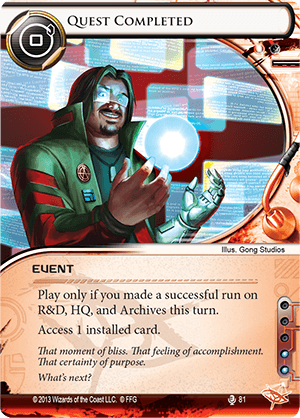 QUEST COMPLETED
0
Illus. Gong Studios
EVENT
Play only if you made a successful run on
R&D, HQ, and Archives this turn.
Access 1 installed card.
That moment of bliss. That feeling of accomplishment.
That certainty of purpose.
What's next?
©2013 Wizards of the Coast LLC. © FFG
81